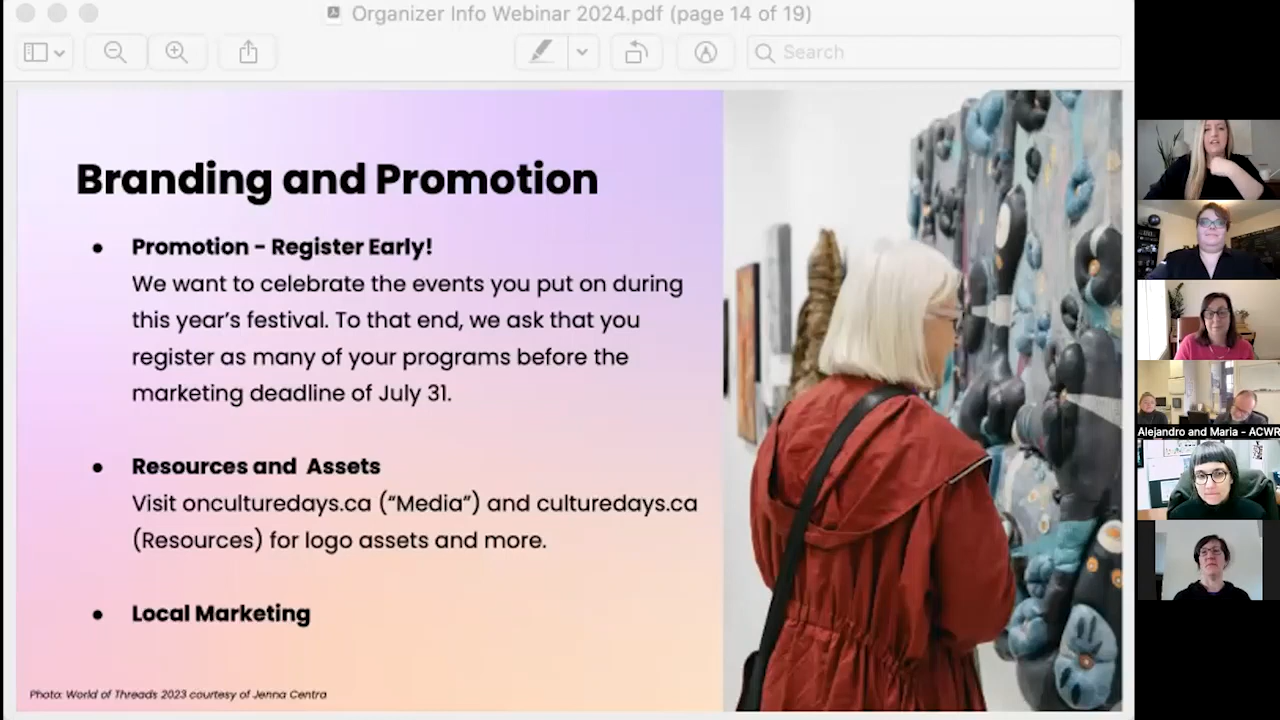 Organizer Info Webinar 2024.pdf (page 14 of 19)
Search
Branding and Promotion
● Promotion - Register Early!
We want to celebrate the events you put on during
this year's festival. To that end, we ask that you
register as many of your programs before the
marketing deadline of July 31.
● Resources and Assets
Visit onculturedays.ca (“Media”) and culturedays.ca
(Resources) for logo assets and more.
● Local Marketing
Photo: World of Threads 2023 courtesy of Jenna Centra
Alejandro and Maria - ACWR